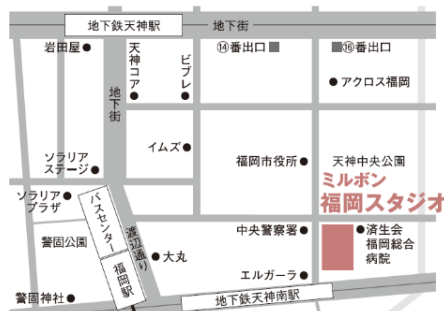 地下鉄天神駅
地下街
岩田屋
天神コア
ビブレ
⑭番出口
⑯番出口
アクロス福岡
地下街
イムズ
ソラリア
ステージ
福岡市役所
天神中央公園
ミルボン
福岡スタジオ
ソラリア
プラザ
バスセンター
渡辺通り
中央警察署
済生会
福岡総合
病院
警固公園
福岡駅
大丸
エルガーラ
警固神社
地下鉄天神南駅